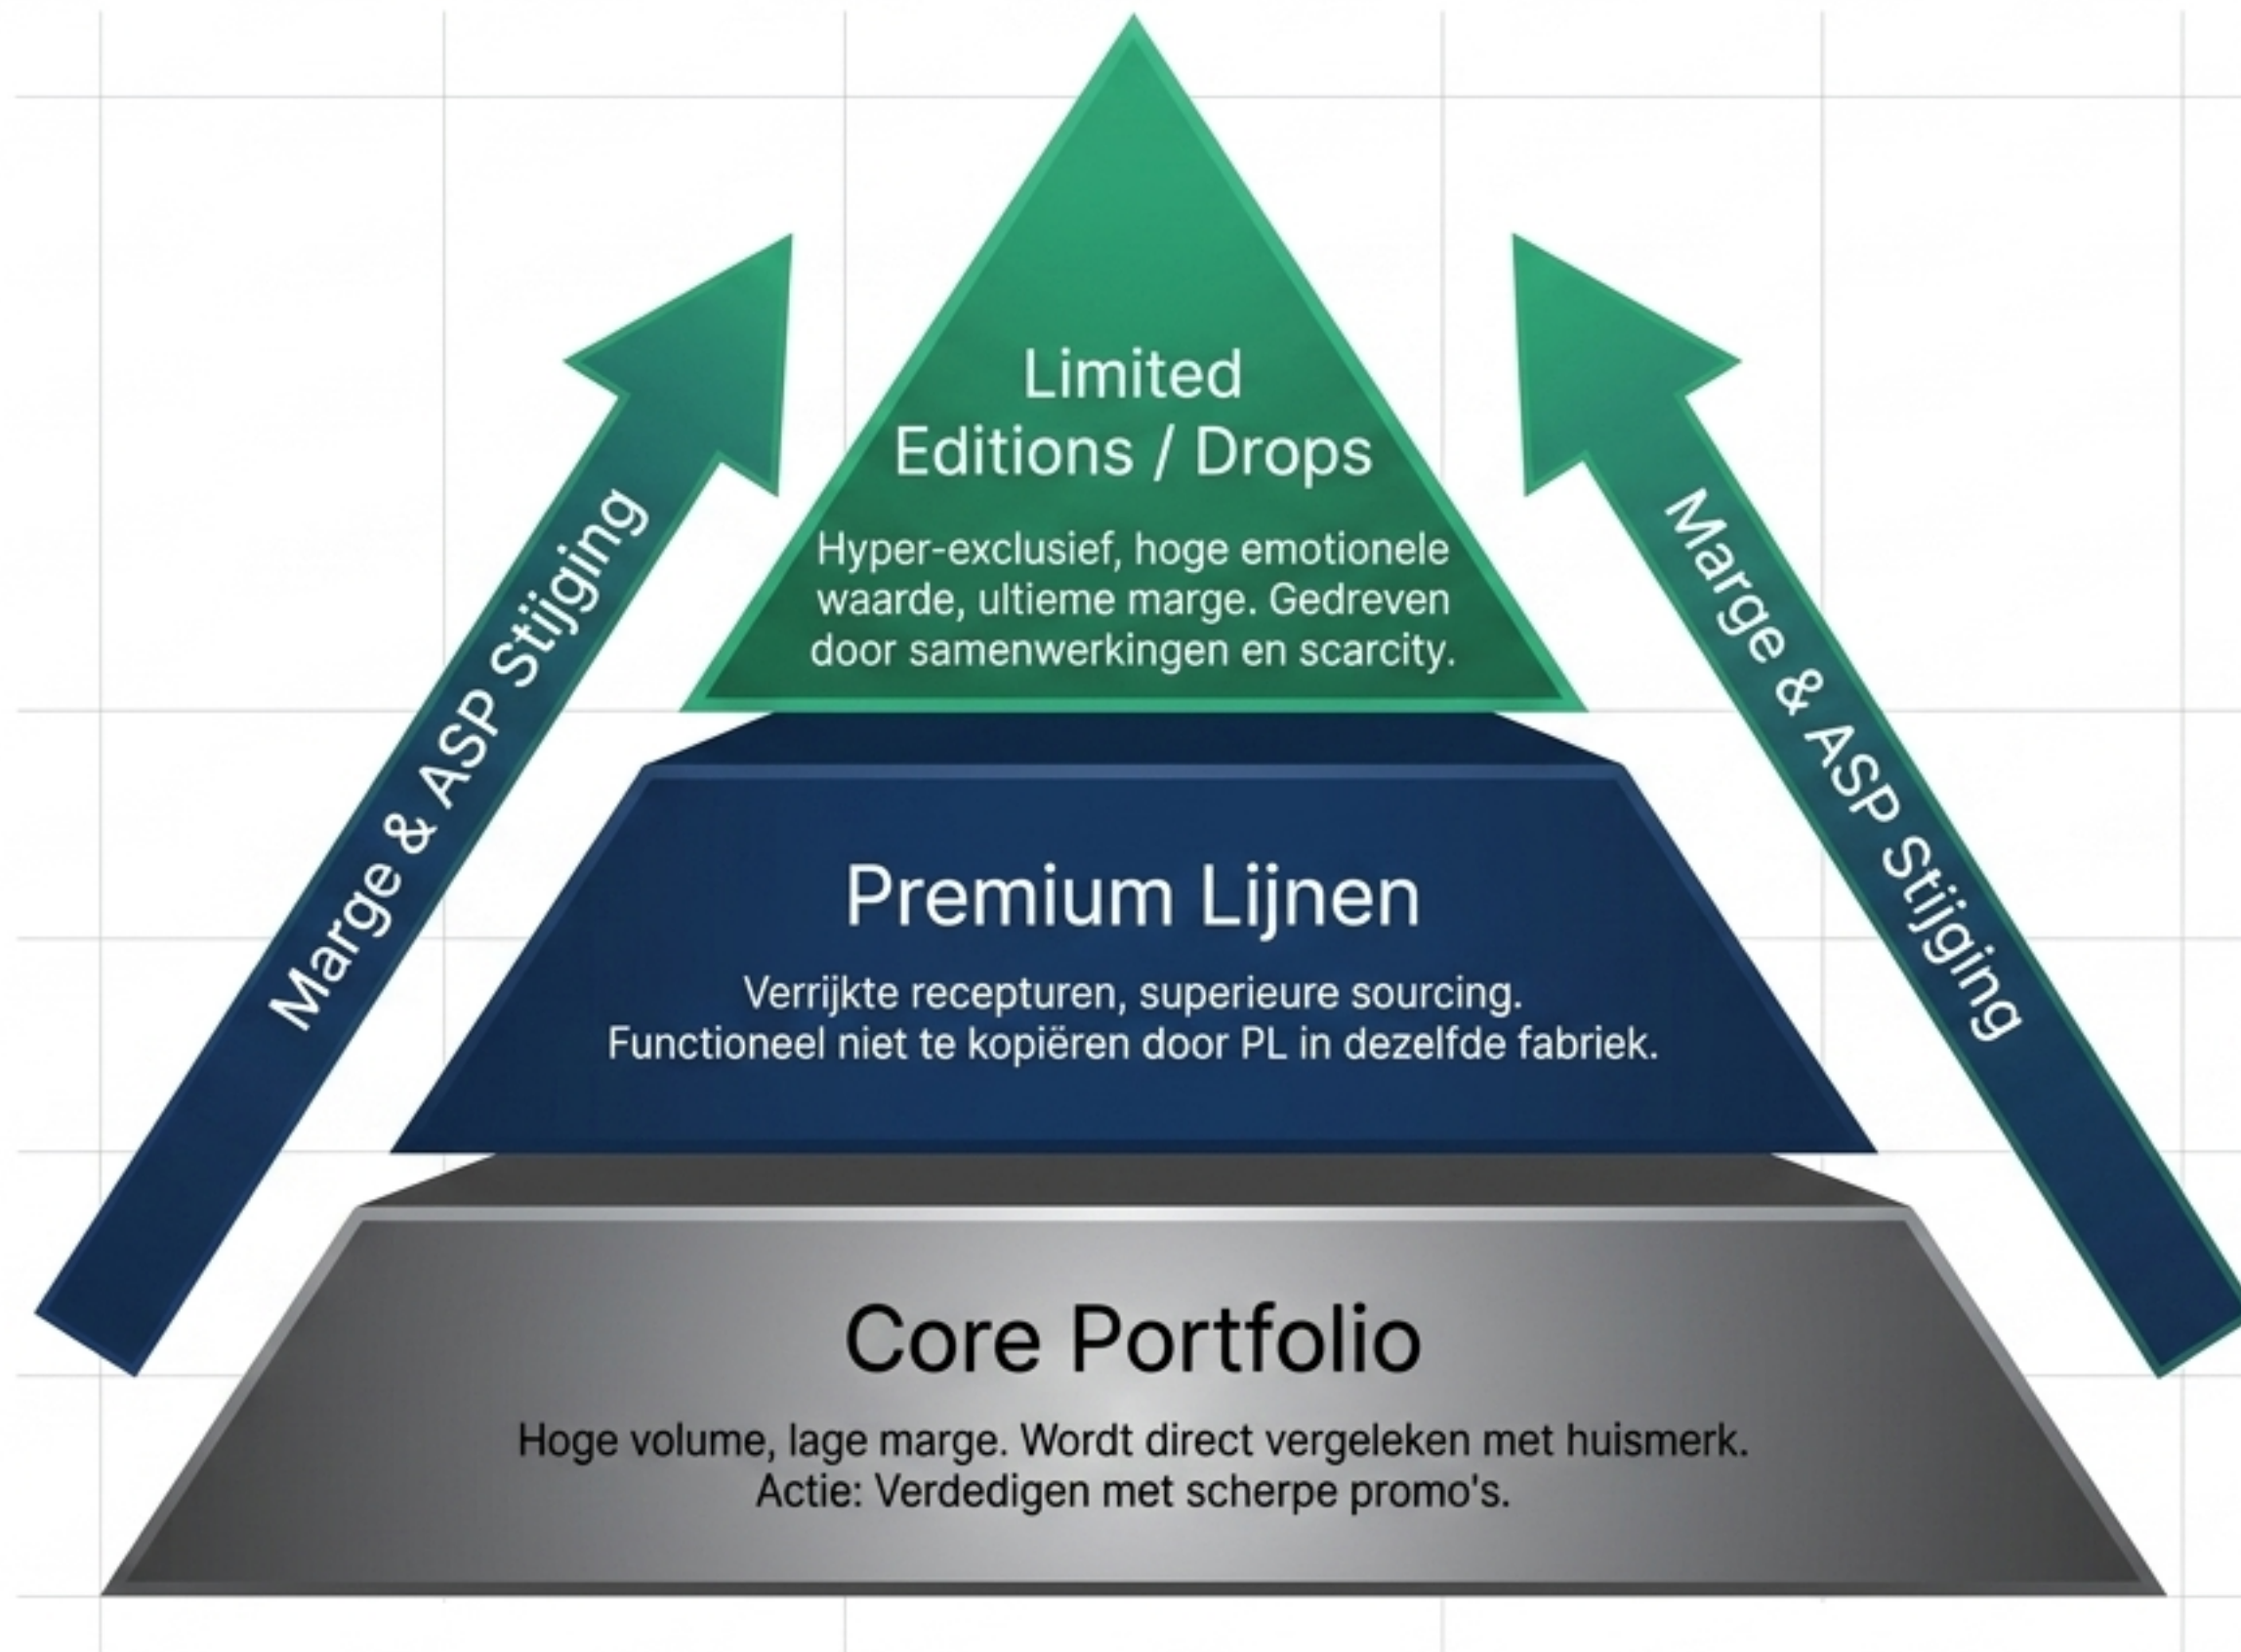 Limited
Editions / Drops
Hyper-exclusief, hoge emotionele
waarde, ultieme marge. Gedreven
door samenwerkingen en scarcity.
Marge & ASP Stijging
Marge & ASP Stijging
Premium Lijnen
Verrijkte recepturen, superieure sourcing.
Functioneel niet te kopiëren door PL in dezelfde fabriek.
Core Portfolio
Hoge volume, lage marge. Wordt direct vergeleken met huismerk.
Actie: Verdedigen met scherpe promo's.